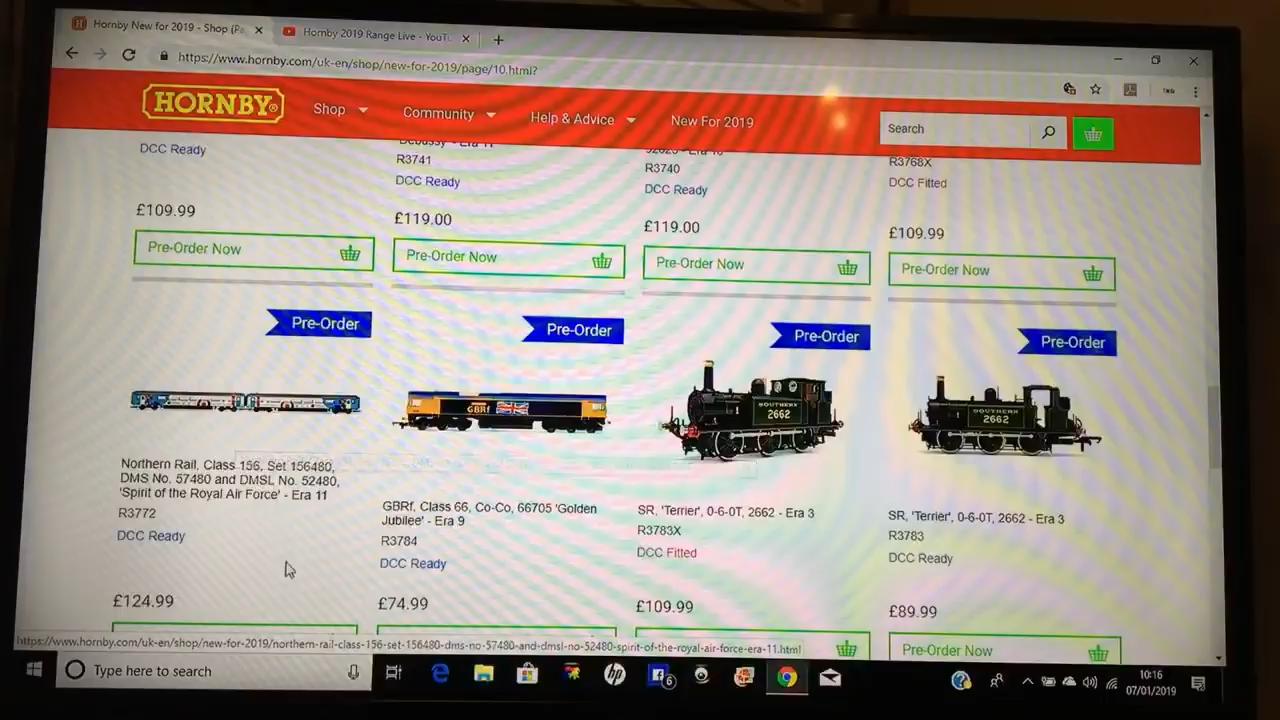 Hornby New for 2019 - Shop (Pa
Hornby 2019 Range Live - YouTu
https://www.hornby.com/uk-en/shop/new-for-2019/page/10.html?
HORNBY®
Shop
Community
Help & Advice
New For 2019
Search
DCC Ready
£109.99
Pre-Order Now
R3741
DCC Ready
£119.00
Pre-Order Now
R3740
DCC Ready
£119.00
Pre-Order Now
R3768X
DCC Fitted
£109.99
Pre-Order Now
Pre-Order
Northern Rail, Class 156, Set 156480,
DMS No. 57480 and DMSL No. 52480,
'Spirit of the Royal Air Force' - Era 11
R3772
DCC Ready
£124.99
Pre-Order
GBRf
GBRf, Class 66, Co-Co, 66705 'Golden
Jubilee' - Era 9
R3784
DCC Ready
£74.99
Pre-Order
SOUTHERN
2662
SR, 'Terrier', 0-6-0T, 2662 - Era 3
R3783X
DCC Fitted
£109.99
Pre-Order
SOUTHERN
2662
SR, 'Terrier', 0-6-0T, 2662 - Era 3
R3783
DCC Ready
£89.99
Pre-Order Now
https://www.hornby.com/uk-en/shop/new-for-2019/northern-rail-class-156-set-156480-dms-no-57480-and-dmsl-no-52480-spirit-of-the-royal-air-force-era-11.html
Type here to search
hp
6
10:16
07/01/2019